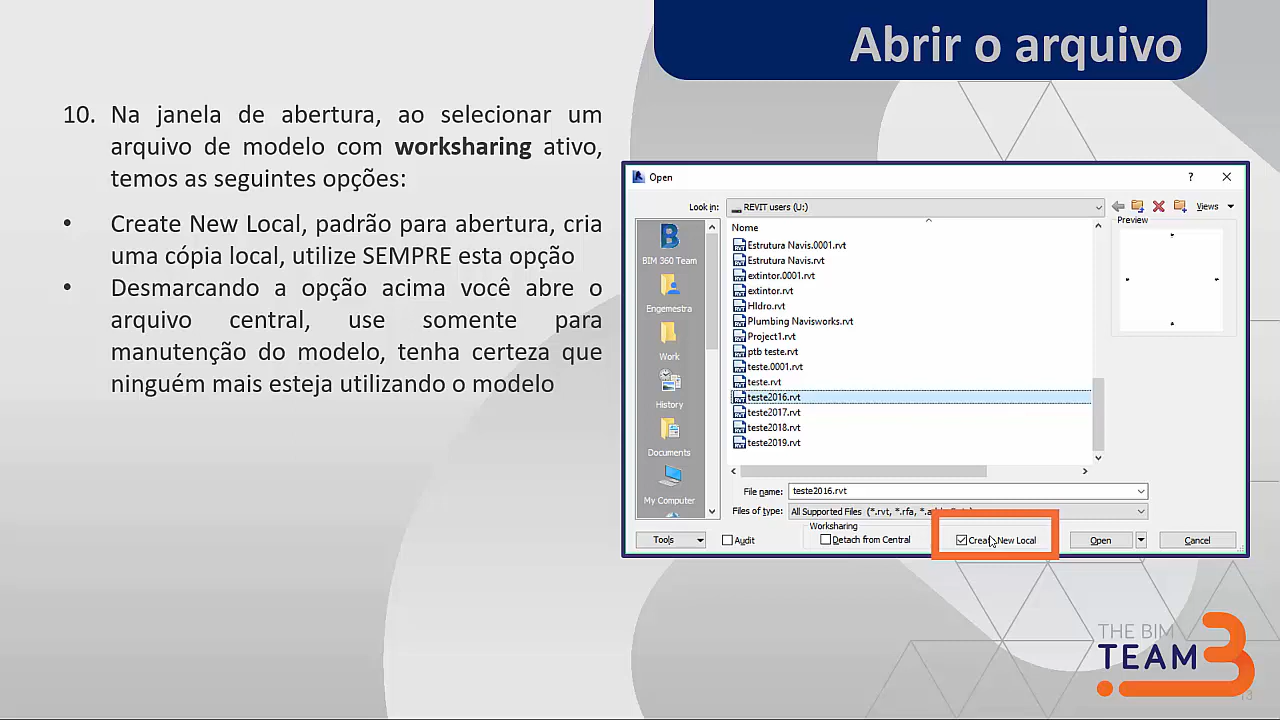 Abrir o arquivo
10. Na janela de abertura, ao selecionar um
arquivo de modelo com worksharing ativo,
temos as seguintes opções:
• Create New Local, padrão para abertura, cria
uma cópia local, utilize SEMPRE esta opção
• Desmarcando a opção acima você abre o
arquivo central, use somente para
manutenção do modelo, tenha certeza que
ninguém mais esteja utilizando o modelo
Open
? ×
Look in: REVIT users (U:)
Views
Preview
BIM 360 Team
Engemestra
Work
History
Documents
My Computer
Nome
Estrutura Navis.0001.rvt
Estrutura Navis.rvt
extintor.0001.rvt
extintor.rvt
HIdro.rvt
Plumbing Navisworks.rvt
Project1.rvt
ptb teste.rvt
teste.0001.rvt
teste.rvt
teste2016.rvt
teste2017.rvt
teste2018.rvt
teste2019.rvt
File name: teste2016.rvt
Files of type: All Supported Files (*.rvt, *.rfa,
Worksharing
Tools
Audit
Detach from Central
Create New Local
Open
Cancel
THE BIM
TEAM 3
13